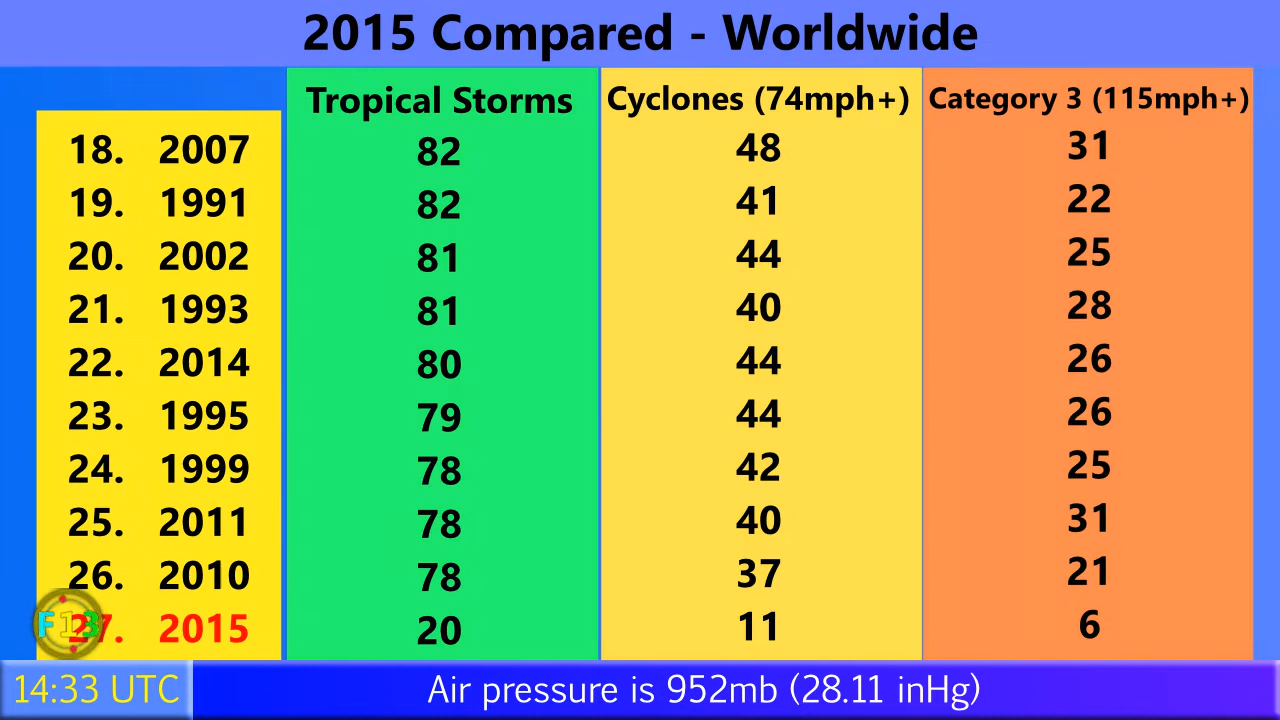 2015 Compared - Worldwide
Tropical Storms Cyclones (74mph+) Category 3 (115mph+)
18. 2007 82 48 31
19. 1991 82 41 22
20. 2002 81 44 25
21. 1993 81 40 28
22. 2014 80 44 26
23. 1995 79 44 26
24. 1999 78 42 25
25. 2011 78 40 31
26. 2010 78 37 21
27. 2015 20 11 6
F13
14:33 UTC Air pressure is 952mb (28.11 inHg)